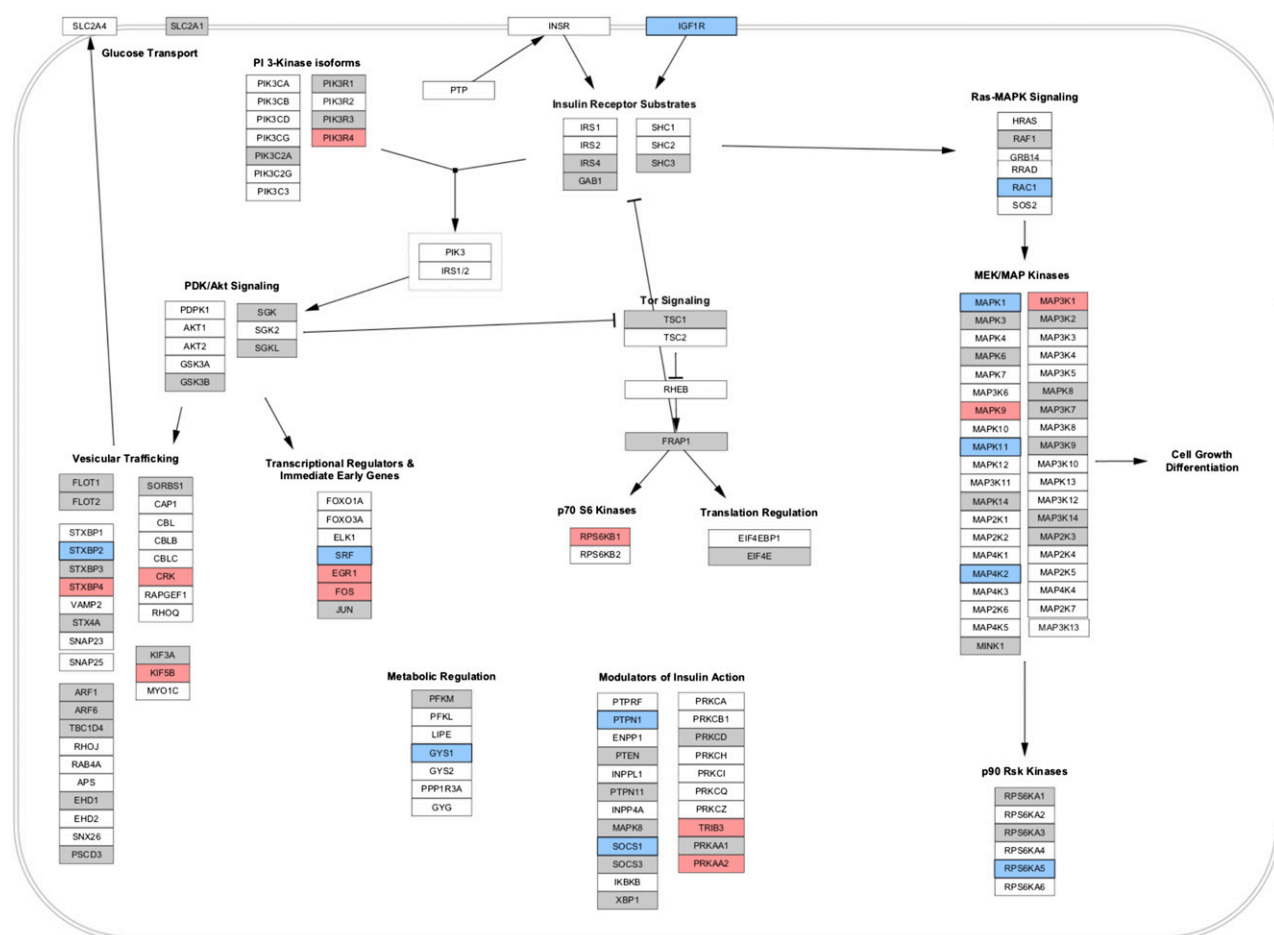 SLC2A4
SLC2A1
INSR
IGF1R
Glucose Transport
PI 3-Kinase isoforms
PIK3CA
PIK3CB
PIK3CD
PIK3CG
PIK3C2A
PIK3C2G
PIK3C3
PIK3R1
PIK3R2
PIK3R3
PIK3R4
PTP
Insulin Receptor Substrates
IRS1
IRS2
IRS4
GAB1
SHC1
SHC2
SHC3
Ras-MAPK Signaling
HRAS
RAF1
GRB14
RRAD
RAC1
SOS2
PIK3
IRS1/2
PDK/Akt Signaling
PDPK1
AKT1
AKT2
GSK3A
GSK3B
SGK
SGK2
SGKL
Tor Signaling
TSC1
TSC2
RHEB
FRAP1
MEK/MAP Kinases
MAPK1
MAPK3
MAPK4
MAPK6
MAPK7
MAP3K6
MAPK9
MAPK10
MAPK11
MAPK12
MAP3K11
MAPK14
MAP2K1
MAP2K2
MAP4K1
MAP4K2
MAP4K3
MAP2K6
MAP4K5
MINK1
MAP3K1
MAP3K2
MAP3K3
MAP3K4
MAP3K5
MAPK8
MAP3K7
MAP3K8
MAP3K9
MAP3K10
MAPK13
MAP3K12
MAP3K14
MAP2K3
MAP2K4
MAP2K5
MAP4K4
MAP2K7
MAP3K13
Cell Growth
Differentiation
Vesicular Trafficking
FLOT1
FLOT2
STXBP1
STXBP2
STXBP3
STXBP4
VAMP2
STX4A
SNAP23
SNAP25
ARF1
ARF6
TBC1D4
RHOJ
RAB4A
APS
EHD1
EHD2
SNX26
PSCD3
SORBS1
CAP1
CBL
CBLB
CBLC
CRK
RAPGEF1
RHOQ
KIF3A
KIF5B
MYO1C
Transcriptional Regulators &
Immediate Early Genes
FOXO1A
FOXO3A
ELK1
SRF
EGR1
FOS
JUN
p70 S6 Kinases
RPS6KB1
RPS6KB2
Translation Regulation
EIF4EBP1
EIF4E
Metabolic Regulation
PFKM
PFKL
LIPE
GYS1
GYS2
PPP1R3A
GYG
Modulators of Insulin Action
PTPRF
PTPN1
ENPP1
PTEN
INPPL1
PTPN11
INPP4A
MAPK8
SOCS1
SOCS3
IKBKB
XBP1
PRKCA
PRKCB1
PRKCD
PRKCH
PRKCI
PRKCQ
PRKCZ
TRIB3
PRKAA1
PRKAA2
p90 Rsk Kinases
RPS6KA1
RPS6KA2
RPS6KA3
RPS6KA4
RPS6KA5
RPS6KA6